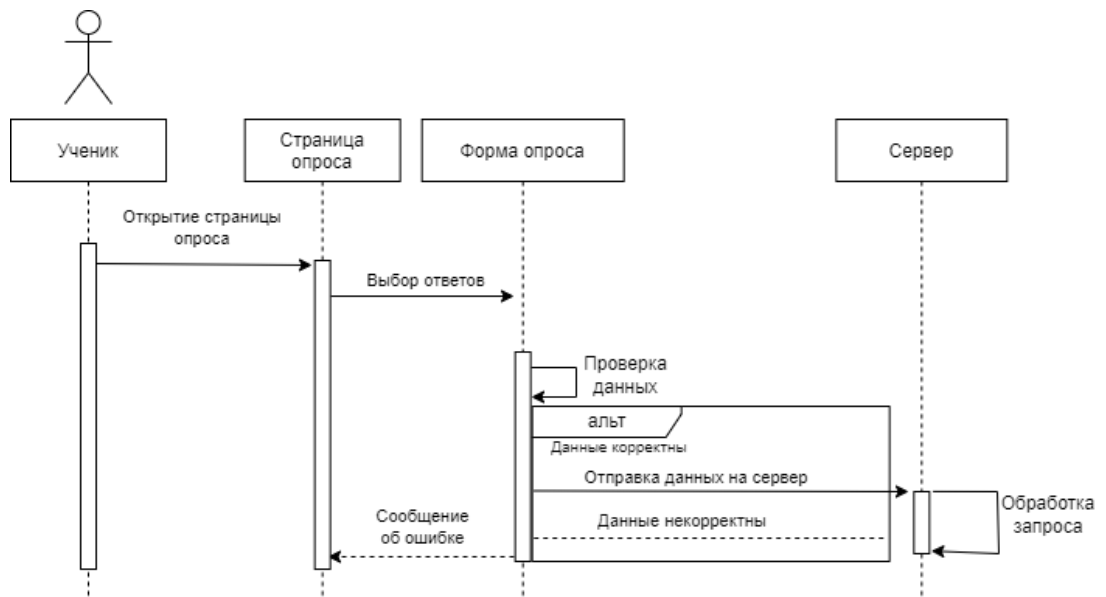 Ученик
Страница
опроса
Форма опроса
Сервер
Открытие страницы
опроса
Выбор ответов
Проверка
данных
альт
Данные корректны
Отправка данных на сервер
Обработка
запроса
Сообщение
об ошибке
Данные некорректны